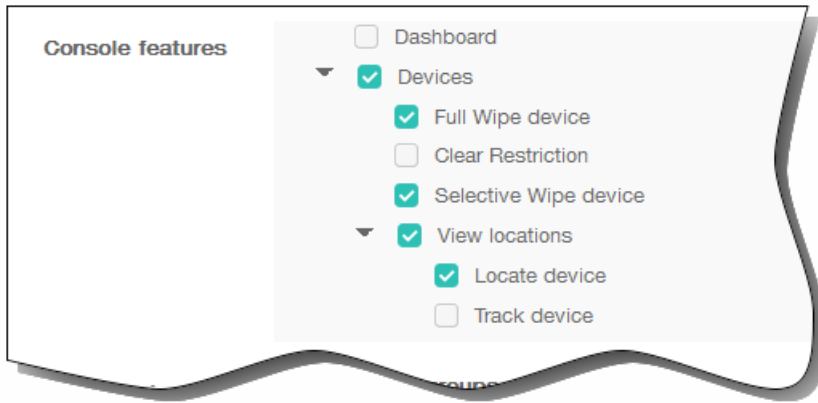 Console features
Dashboard
Devices
Full Wipe device
Clear Restriction
Selective Wipe device
View locations
Locate device
Track device